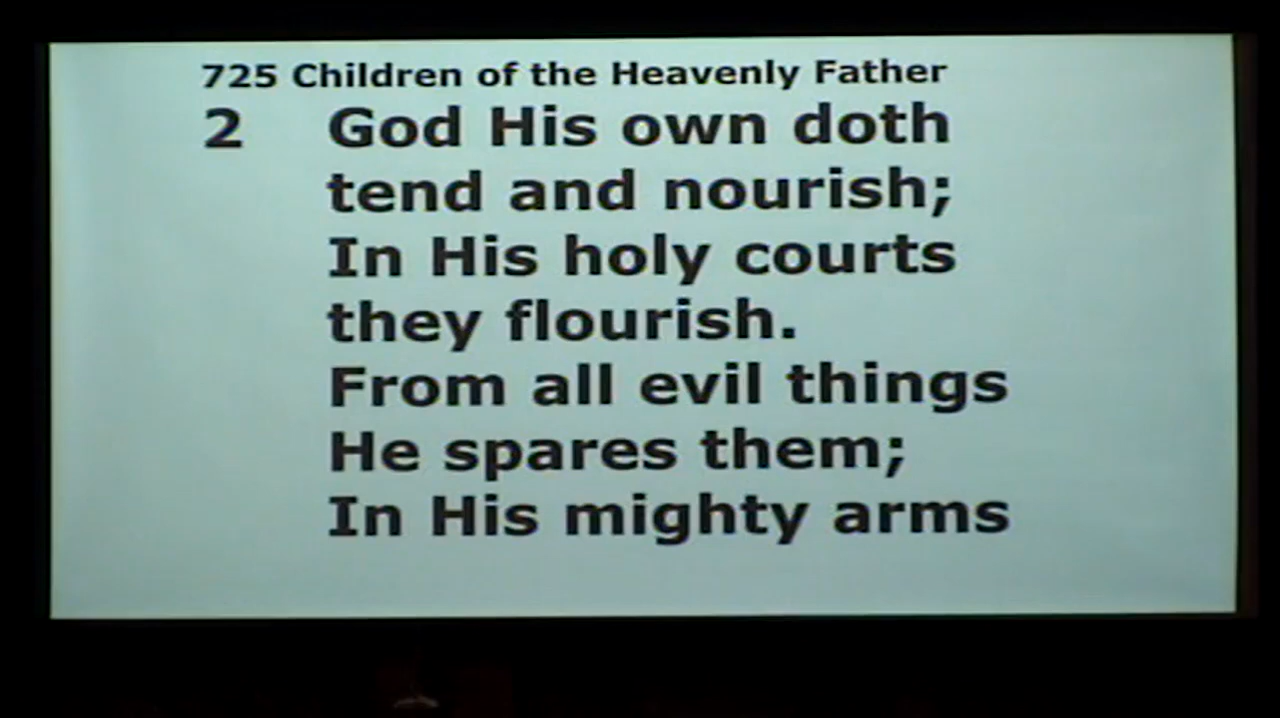 725 Children of the Heavenly Father
2 God His own doth
tend and nourish;
In His holy courts
they flourish.
From all evil things
He spares them;
In His mighty arms